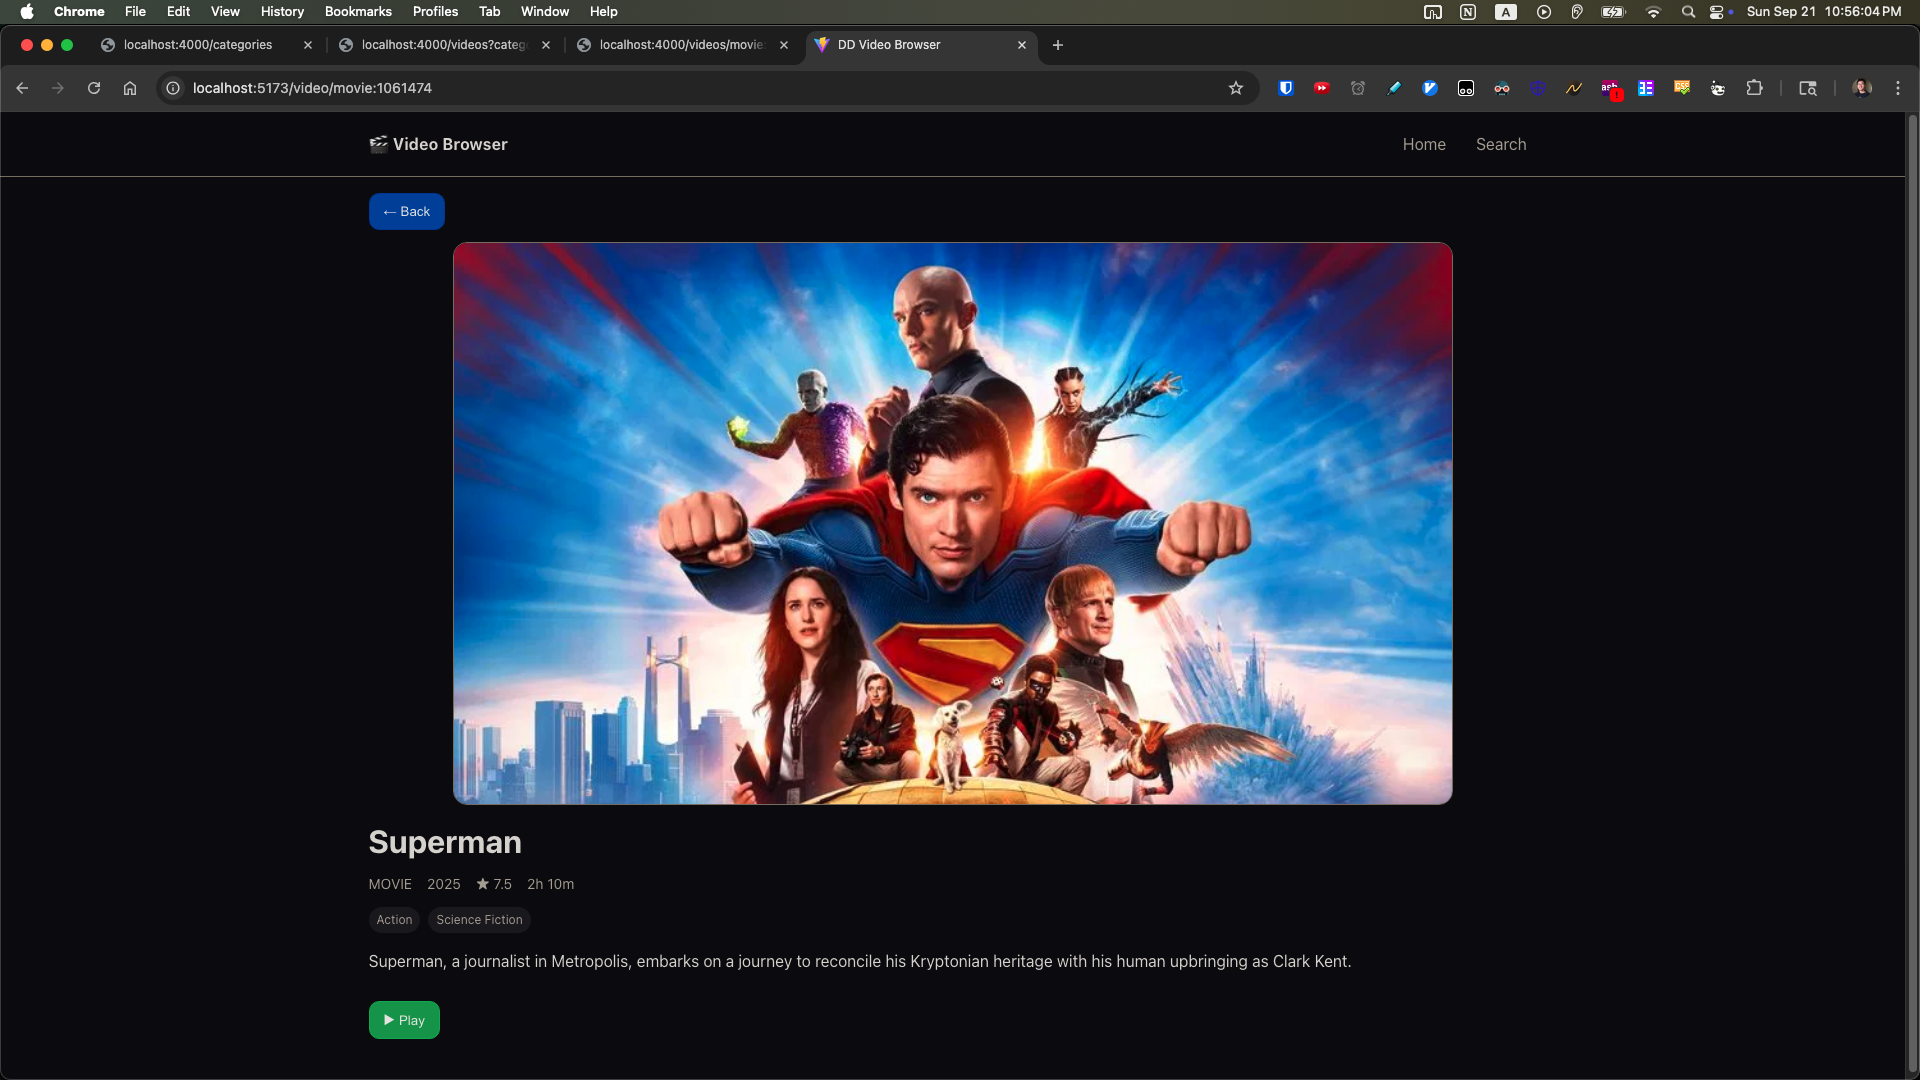 Chrome File Edit View History Bookmarks Profiles Tab Window Help
A Sun Sep 21 10:56:04 PM
localhost:4000/categories localhost:4000/videos?categ localhost:4000/videos/movie: DD Video Browser
localhost:5173/video/movie:1061474
Video Browser Home Search
← Back
Superman
MOVIE 2025 ★ 7.5 2h 10m
Action Science Fiction
Superman, a journalist in Metropolis, embarks on a journey to reconcile his Kryptonian heritage with his human upbringing as Clark Kent.
▶ Play